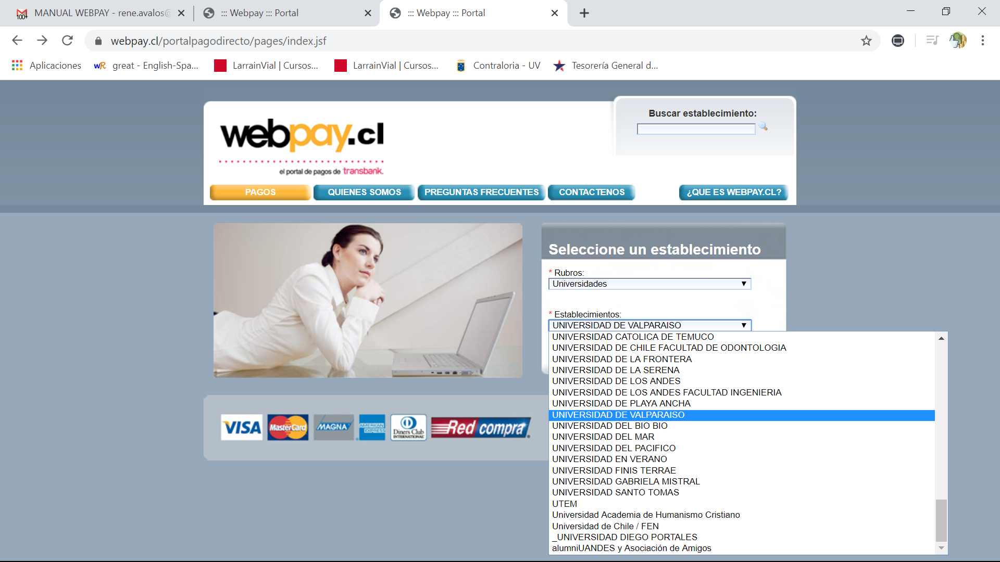 MANUAL WEBPAY - rene.avalos@
::: Webpay ::: Portal
::: Webpay ::: Portal
webpay.cl/portalpagodirecto/pages/index.jsf
Aplicaciones
great - English-Spa...
LarrainVial | Cursos...
LarrainVial | Cursos...
Contraloria - UV
Tesorería General d...
webpay.cl
el portal de pagos de transbank.
Buscar establecimiento:
PAGOS
QUIENES SOMOS
PREGUNTAS FRECUENTES
CONTACTENOS
¿QUE ES WEBPAY.CL?
Seleccione un establecimiento
* Rubros:
Universidades
* Establecimientos:
UNIVERSIDAD DE VALPARAISO
UNIVERSIDAD CATOLICA DE TEMUCO
UNIVERSIDAD DE CHILE FACULTAD DE ODONTOLOGIA
UNIVERSIDAD DE LA FRONTERA
UNIVERSIDAD DE LA SERENA
UNIVERSIDAD DE LOS ANDES
UNIVERSIDAD DE LOS ANDES FACULTAD INGENIERIA
UNIVERSIDAD DE PLAYA ANCHA
UNIVERSIDAD DE VALPARAISO
UNIVERSIDAD DEL BIO BIO
UNIVERSIDAD DEL MAR
UNIVERSIDAD DEL PACIFICO
UNIVERSIDAD EN VERANO
UNIVERSIDAD FINIS TERRAE
UNIVERSIDAD GABRIELA MISTRAL
UNIVERSIDAD SANTO TOMAS
UTEM
Universidad Academia de Humanismo Cristiano
Universidad de Chile / FEN
_UNIVERSIDAD DIEGO PORTALES
alumniUANDES y Asociación de Amigos
VISA
MasterCard
MAGNA
AMERICAN EXPRESS
Diners Club
INTERNATIONAL
Redcompra